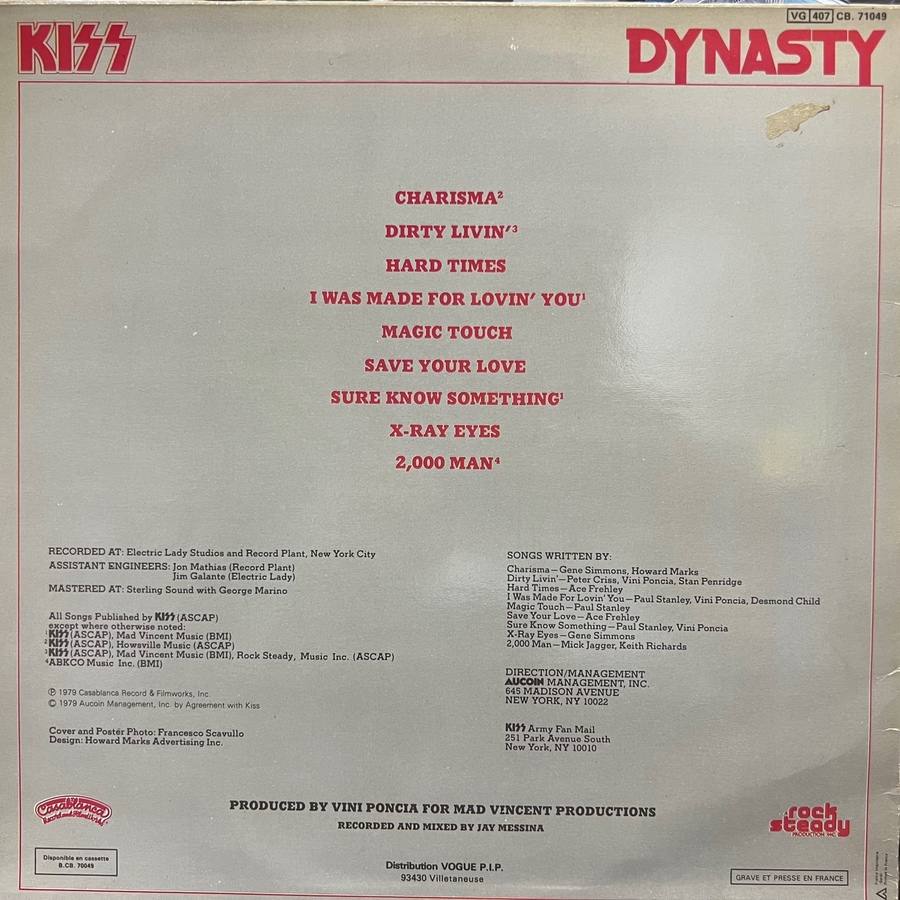 VG 407 CB. 71049
KISS
DYNASTY
CHARISMA²
DIRTY LIVIN'³
HARD TIMES
I WAS MADE FOR LOVIN' YOU¹
MAGIC TOUCH
SAVE YOUR LOVE
SURE KNOW SOMETHING¹
X-RAY EYES
2,000 MAN⁴
RECORDED AT: Electric Lady Studios and Record Plant, New York City
ASSISTANT ENGINEERS: Jon Mathias (Record Plant)
Jim Galante (Electric Lady)
MASTERED AT: Sterling Sound with George Marino
All Songs Published by KISS (ASCAP)
except where otherwise noted:
¹KISS (ASCAP), Mad Vincent Music (BMI)
²KISS (ASCAP), Howsville Music (ASCAP)
³KISS (ASCAP), Mad Vincent Music (BMI), Rock Steady, Music Inc. (ASCAP)
⁴ABKCO Music Inc. (BMI)
℗ 1979 Casablanca Record & Filmworks, Inc.
© 1979 Aucoin Management, Inc. by Agreement with Kiss
Cover and Poster Photo: Francesco Scavullo
Design: Howard Marks Advertising Inc.
SONGS WRITTEN BY:
Charisma—Gene Simmons, Howard Marks
Dirty Livin'—Peter Criss, Vini Poncia, Stan Penridge
Hard Times—Ace Frehley
I Was Made For Lovin' You—Paul Stanley, Vini Poncia, Desmond Child
Magic Touch—Paul Stanley
Save Your Love—Ace Frehley
Sure Know Something—Paul Stanley, Vini Poncia
X-Ray Eyes—Gene Simmons
2,000 Man—Mick Jagger, Keith Richards
DIRECTION/MANAGEMENT
AUCOIN MANAGEMENT, INC.
645 MADISON AVENUE
NEW YORK, NY 10022
KISS Army Fan Mail
251 Park Avenue South
New York, NY 10010
PRODUCED BY VINI PONCIA FOR MAD VINCENT PRODUCTIONS
RECORDED AND MIXED BY JAY MESSINA
Casablanca
Record and FilmWorks
rock
steady
PRODUCTION INC.
Disponible en cassette
B.CB. 70049
Distribution VOGUE P.I.P.
93430 Villetaneuse
GRAVE ET PRESSE EN FRANCE